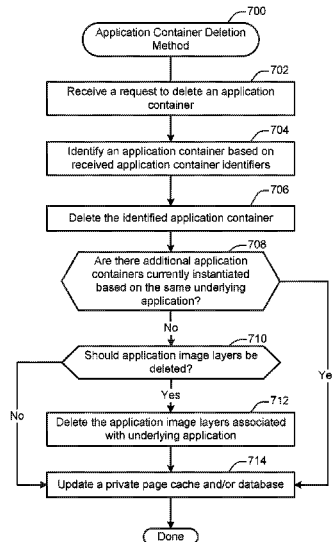 700
Application Container Deletion
Method
702
Receive a request to delete an application
container
704
Identify an application container based on
received application container identifiers
706
Delete the identified application container
708
Are there additional application
containers currently instantiated
based on the same underlying
application?
No
710
Should application image layers be
deleted?
Ye
No
Yes
712
Delete the application image layers associated
with underlying application
714
Update a private page cache and/or database
Done